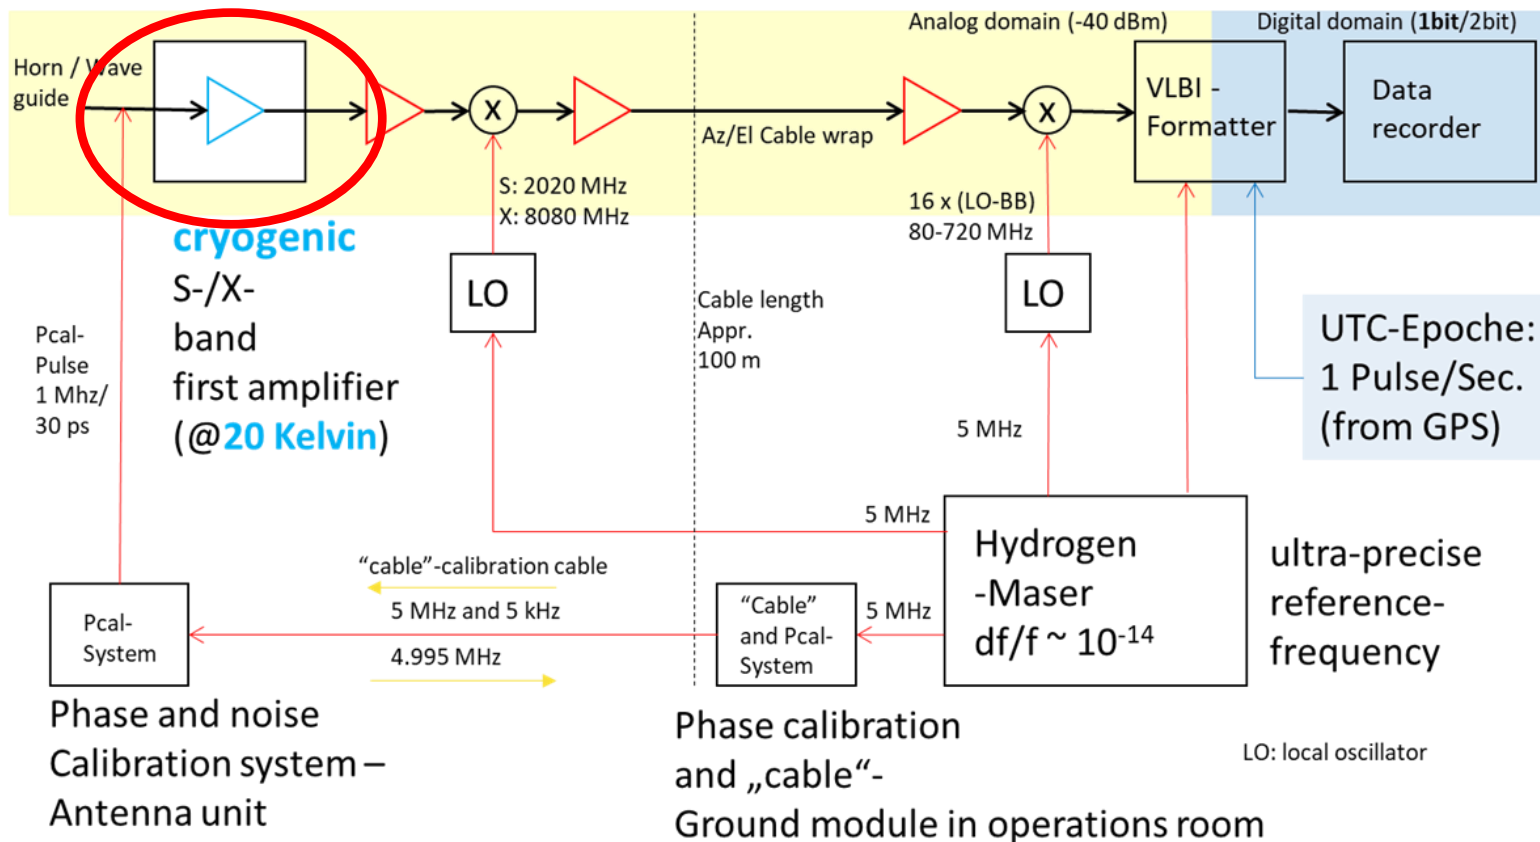 Analog domain (-40 dBm)
Digital domain (1bit/2bit)
Horn / Wave
guide
X
X
VLBI -
Formatter
Data
recorder
Az/El Cable wrap
S: 2020 MHz
X: 8080 MHz
16 x (LO-BB)
80-720 MHz
cryogenic
S-/X-
band
first amplifier
(@20 Kelvin)
LO
LO
Cable length
Appr.
100 m
Pcal-
Pulse
1 Mhz/
30 ps
UTC-Epoche:
1 Pulse/Sec.
(from GPS)
5 MHz
5 MHz
Hydrogen
-Maser
df/f ~ 10⁻¹⁴
ultra-precise
reference-
frequency
"cable"-calibration cable
5 MHz and 5 kHz
4.995 MHz
Pcal-
System
“Cable”
and Pcal-
System
5 MHz
Phase and noise
Calibration system –
Antenna unit
Phase calibration
and „cable“-
Ground module in operations room
LO: local oscillator